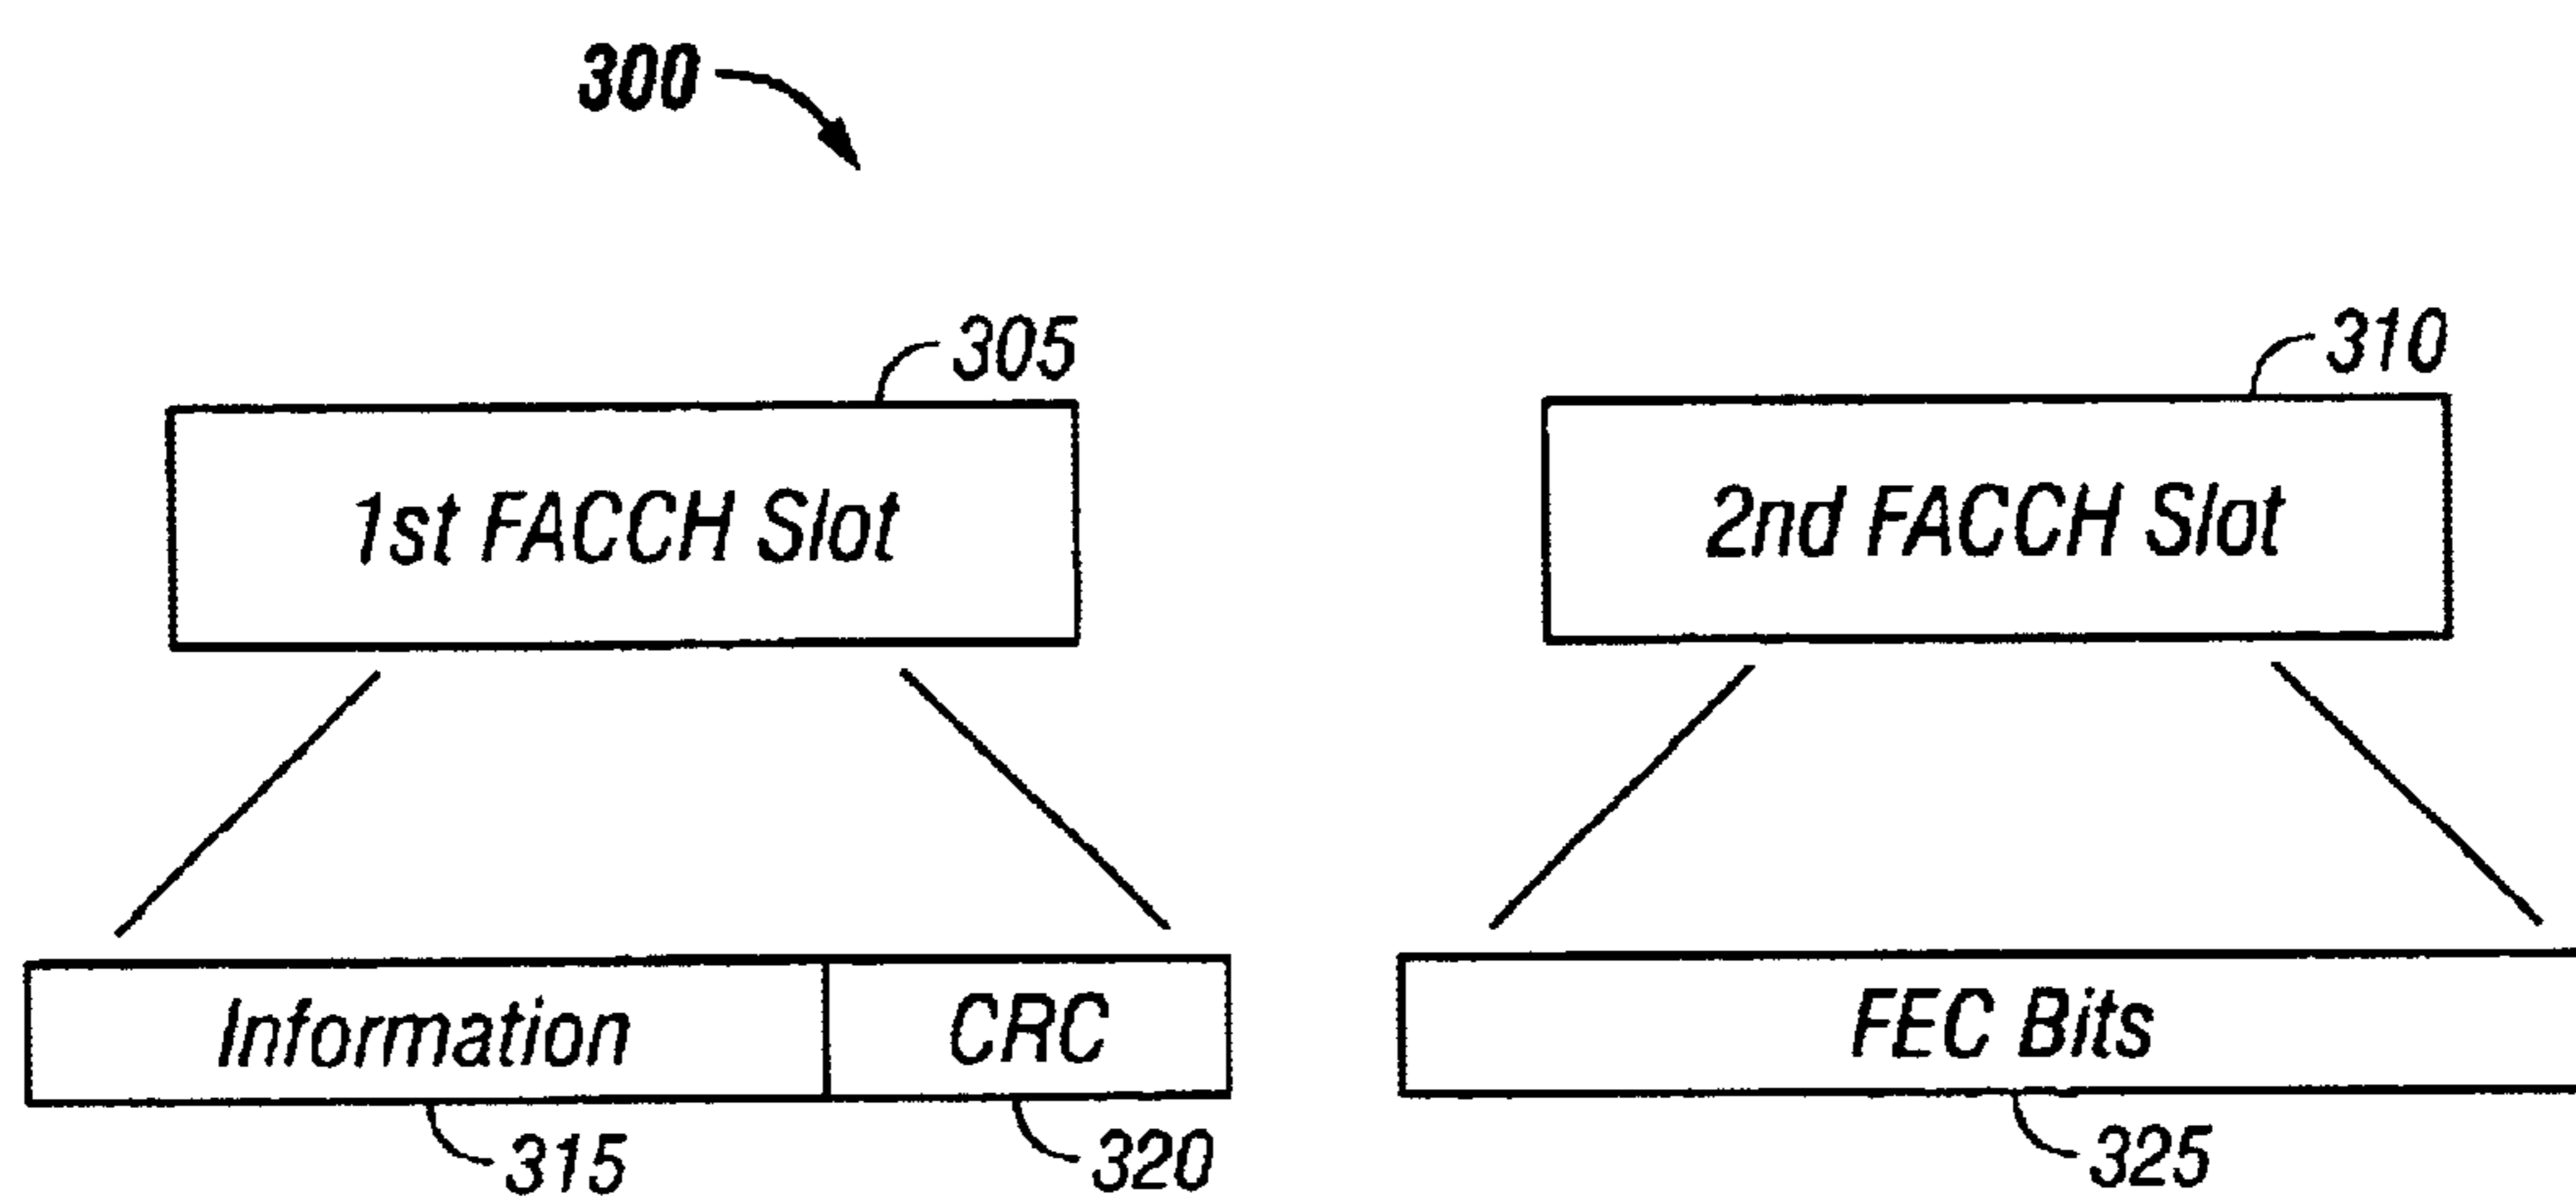 300
305
310
1st FACCH Slot
2nd FACCH Slot
Information
CRC
FEC Bits
315
320
325